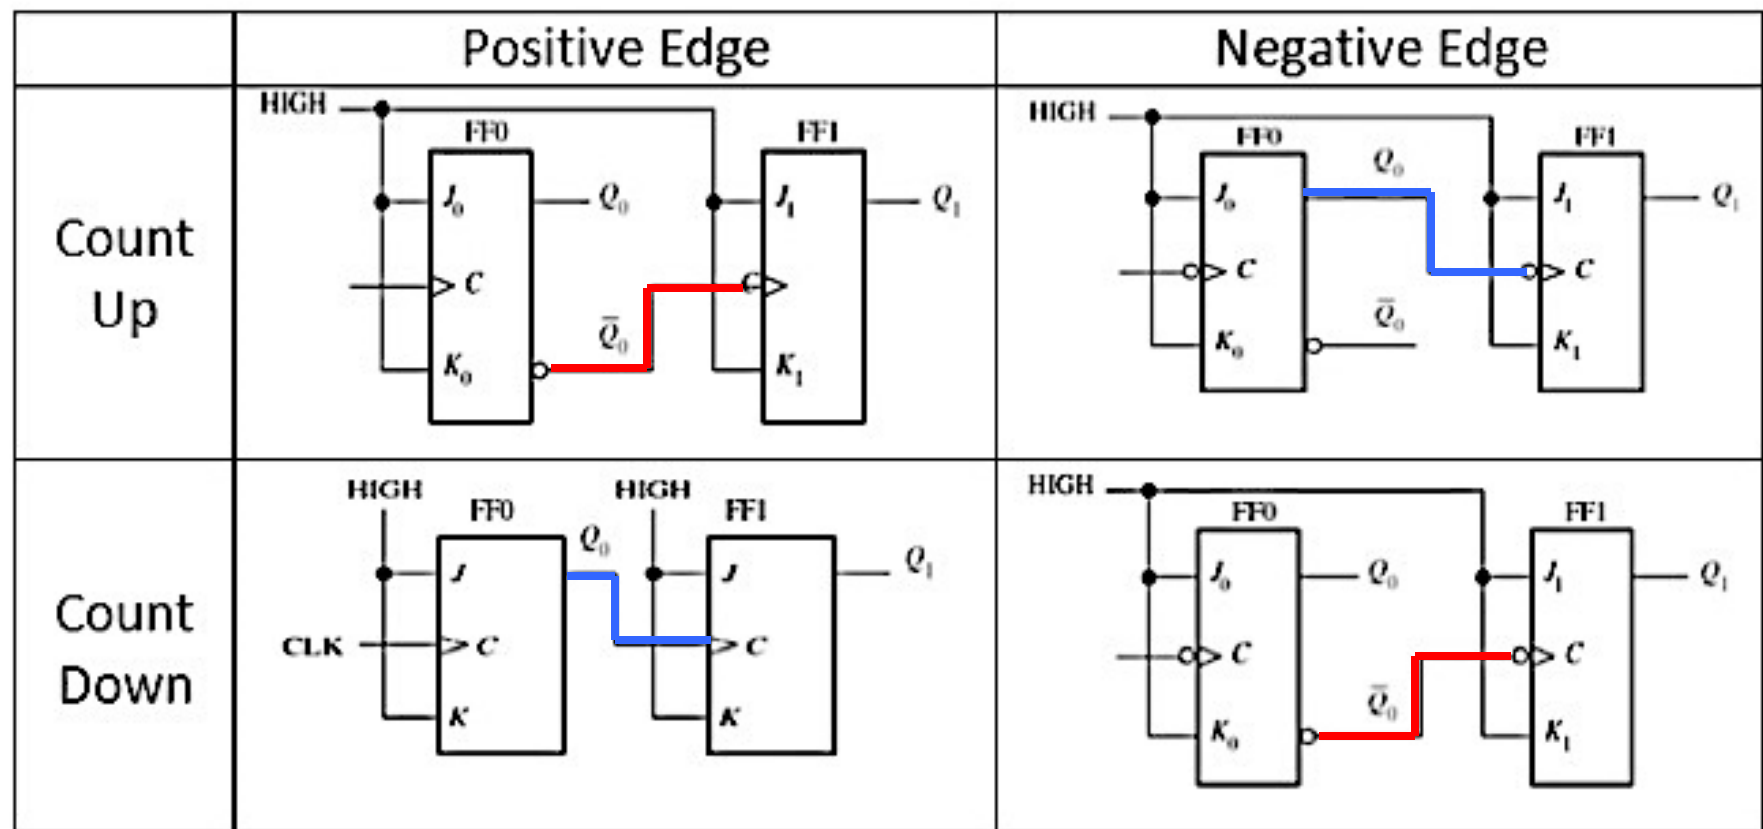 Positive Edge
Negative Edge
Count
Up
HIGH
FF0
FF1
J₀
Q₀
J₁
Q₁
C
C
Q̅₀
K₀
K₁
HIGH
FF0
FF1
Q₀
J₀
J₁
Q₁
C
C
Q̅₀
K₀
K₁
Count
Down
HIGH
HIGH
FF0
FF1
Q₀
J
J
Q₁
CLK
C
C
K
K
HIGH
FF0
FF1
J₀
Q₀
J₁
Q₁
C
C
Q̅₀
K₀
K₁